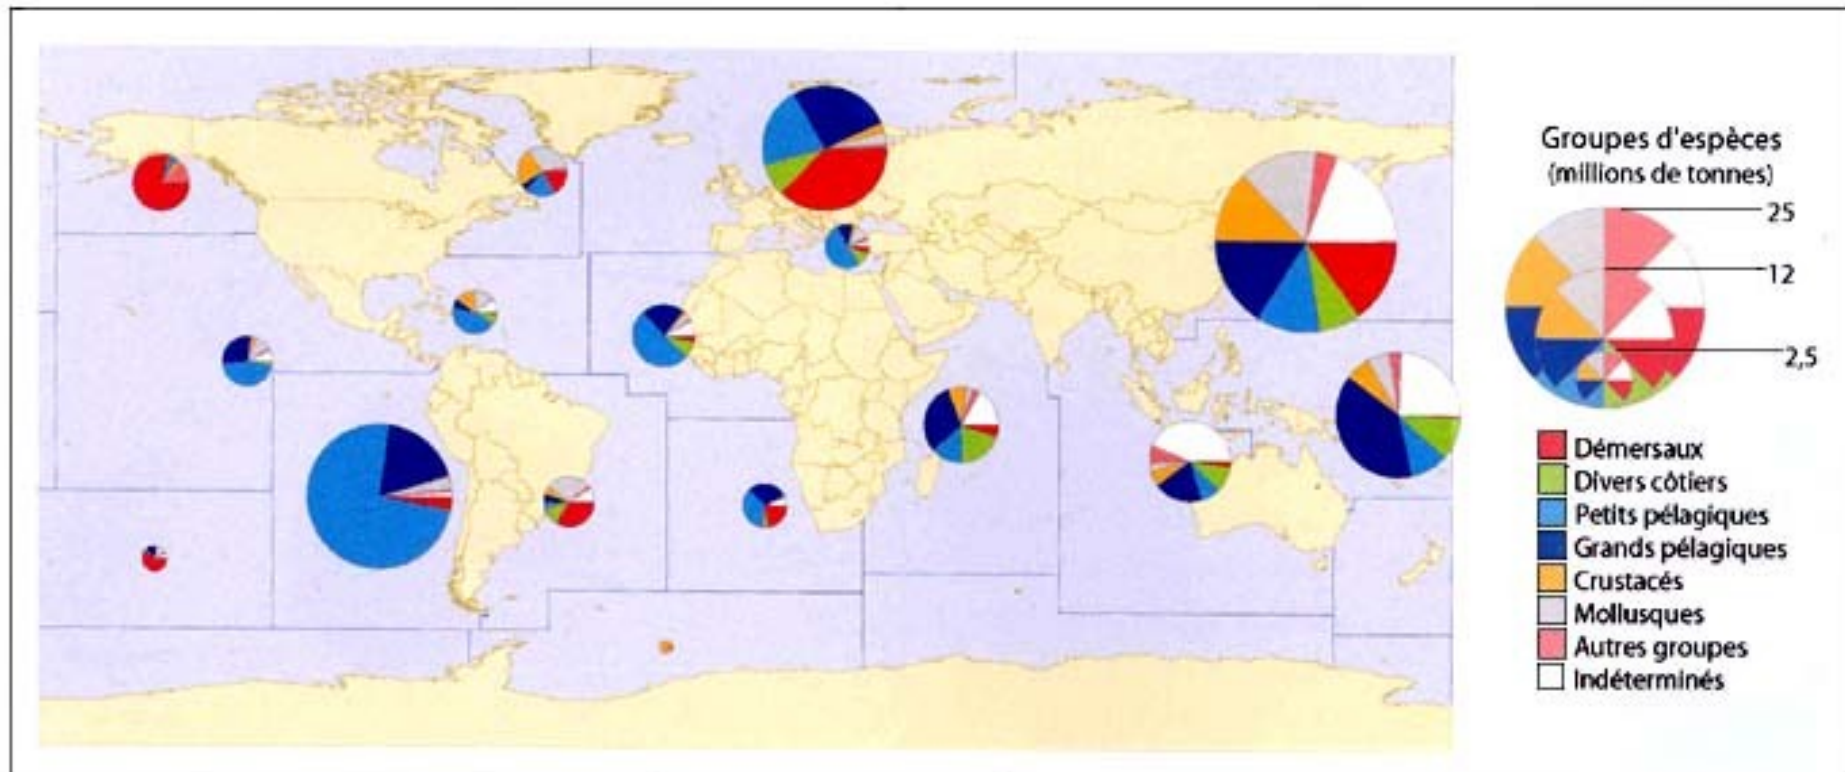 Groupes d'espèces
(millions de tonnes)
25
12
2,5
Démersaux
Divers côtiers
Petits pélagiques
Grands pélagiques
Crustacés
Mollusques
Autres groupes
Indéterminés